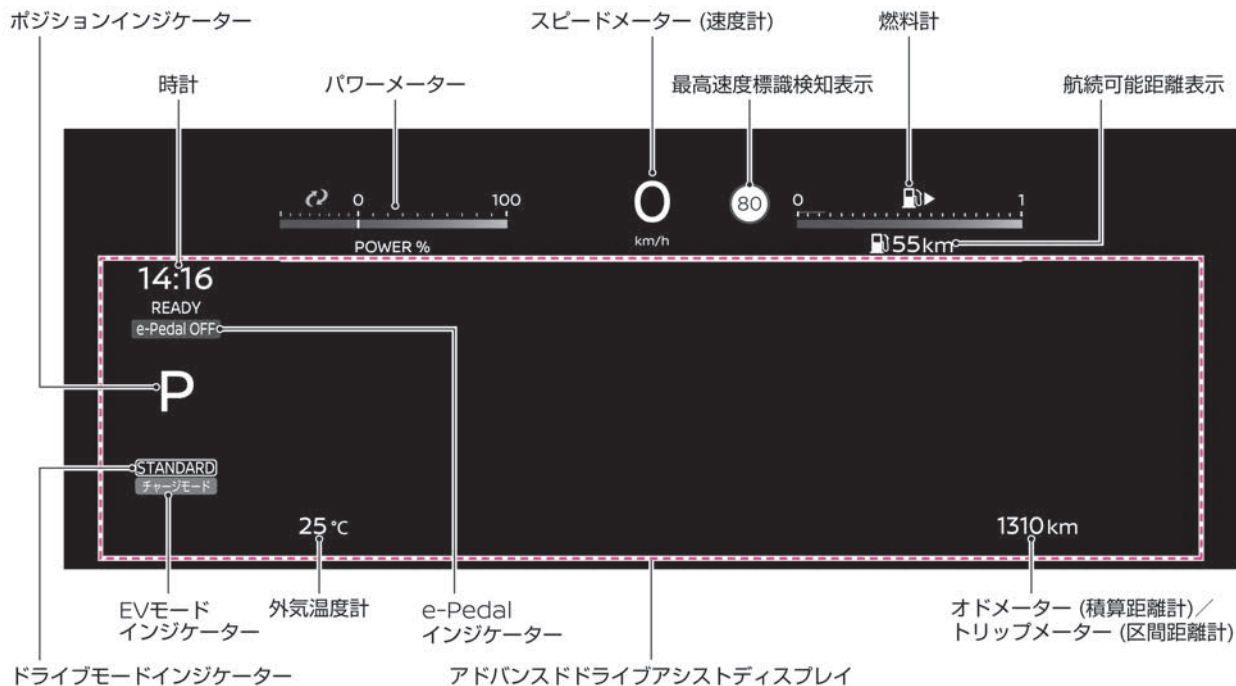 ポジションインジケーター
スピードメーター (速度計)
燃料計
時計
パワーメーター
最高速度標識検知表示
航続可能距離表示
0
100
POWER %
0
km/h
80
0
1
55km
14:16
READY
e-Pedal OFF
P
STANDARD
チャージモード
25℃
1310km
EVモード
インジケーター
外気温度計
e-Pedal
インジケーター
オドメーター (積算距離計)／
トリップメーター (区間距離計)
ドライブモードインジケーター
アドバンスドドライブアシストディスプレイ